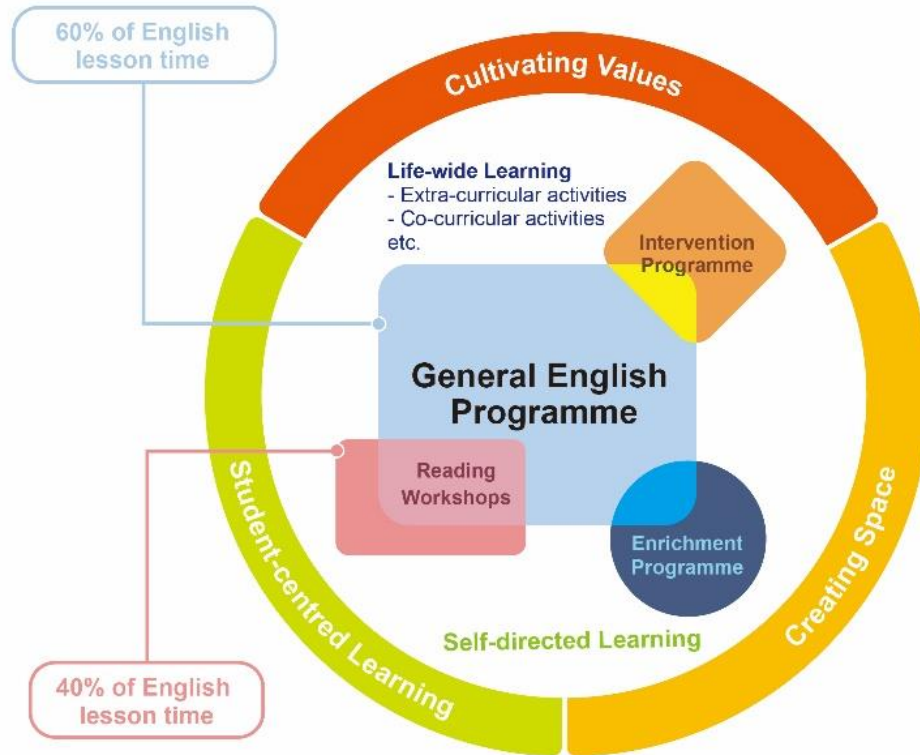 60% of English
lesson time
Cultivating Values
Life-wide Learning
- Extra-curricular activities
- Co-curricular activities
etc.
Intervention
Programme
General English
Programme
Reading
Workshops
Enrichment
Programme
Student-centred Learning
Creating Space
Self-directed Learning
40% of English
lesson time